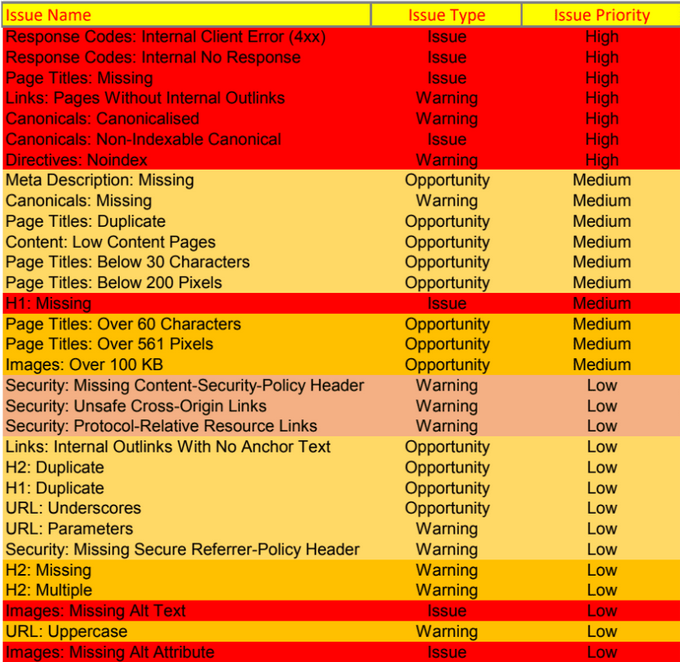 Issue Name Issue Type Issue Priority
Response Codes: Internal Client Error (4xx) Issue High
Response Codes: Internal No Response Issue High
Page Titles: Missing Issue High
Links: Pages Without Internal Outlinks Warning High
Canonicals: Canonicalised Warning High
Canonicals: Non-Indexable Canonical Issue High
Directives: Noindex Warning High
Meta Description: Missing Opportunity Medium
Canonicals: Missing Warning Medium
Page Titles: Duplicate Opportunity Medium
Content: Low Content Pages Opportunity Medium
Page Titles: Below 30 Characters Opportunity Medium
Page Titles: Below 200 Pixels Opportunity Medium
H1: Missing Issue Medium
Page Titles: Over 60 Characters Opportunity Medium
Page Titles: Over 561 Pixels Opportunity Medium
Images: Over 100 KB Opportunity Medium
Security: Missing Content-Security-Policy Header Warning Low
Security: Unsafe Cross-Origin Links Warning Low
Security: Protocol-Relative Resource Links Warning Low
Links: Internal Outlinks With No Anchor Text Opportunity Low
H2: Duplicate Opportunity Low
H1: Duplicate Opportunity Low
URL: Underscores Opportunity Low
URL: Parameters Warning Low
Security: Missing Secure Referrer-Policy Header Warning Low
H2: Missing Warning Low
H2: Multiple Warning Low
Images: Missing Alt Text Issue Low
URL: Uppercase Warning Low
Images: Missing Alt Attribute Issue Low